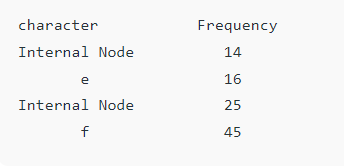 character Frequency
Internal Node 14
e 16
Internal Node 25
f 45